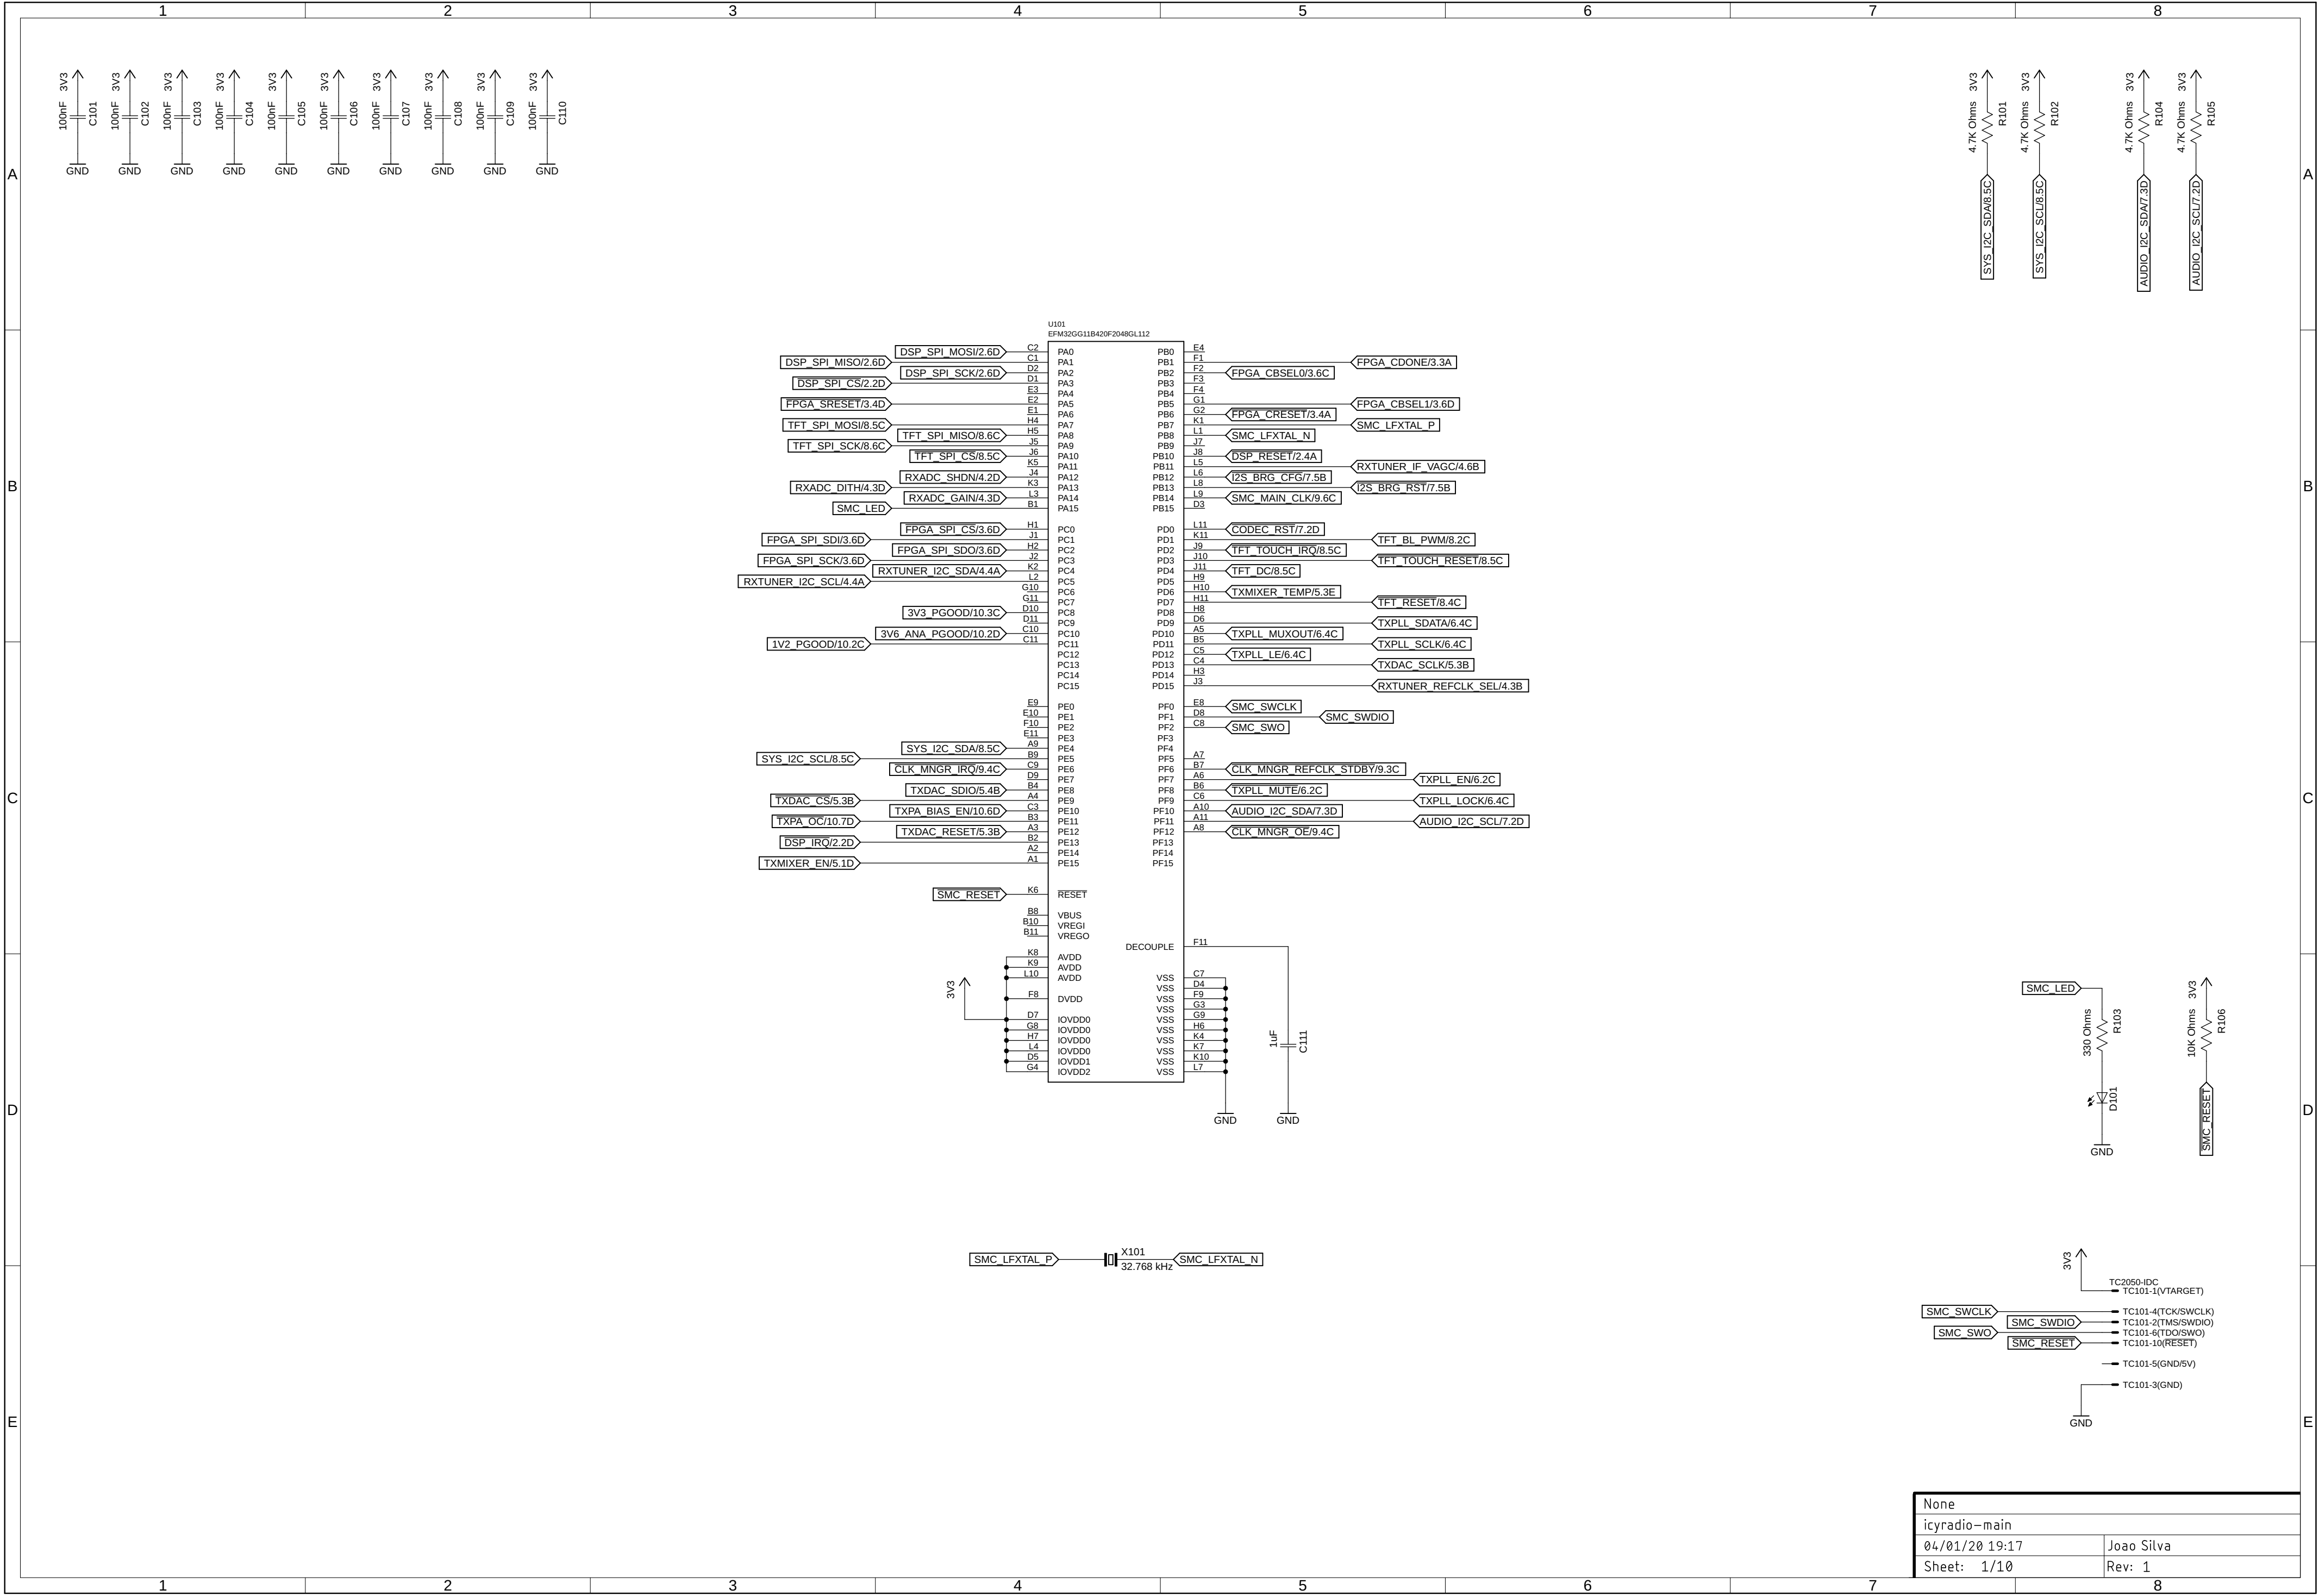 1 2 3 4 5 6 7 8
3V3 3V3 3V3 3V3 3V3 3V3 3V3 3V3 3V3 3V3
100nF 100nF 100nF 100nF 100nF 100nF 100nF 100nF 100nF 100nF
C101 C102 C103 C104 C105 C106 C107 C108 C109 C110
GND GND GND GND GND GND GND GND GND GND
3V3 3V3 3V3 3V3
4.7K Ohms 4.7K Ohms 4.7K Ohms 4.7K Ohms
R101 R102 R104 R105
SYS_I2C_SDA/8.5C
SYS_I2C_SCL/8.5C
AUDIO_I2C_SDA/7.3D
AUDIO_I2C_SCL/7.2D
A A
U101
EFM32GG11B420F2048GL112
DSP_SPI_MOSI/2.6D C2 PA0 PB0 E4
DSP_SPI_MISO/2.6D C1 PA1 PB1 F1 FPGA_CDONE/3.3A
DSP_SPI_SCK/2.6D D2 PA2 PB2 F2 FPGA_CBSEL0/3.6C
DSP_SPI_CS/2.2D D1 PA3 PB3 F3
E3 PA4 PB4 F4
FPGA_SRESET/3.4D E2 PA5 PB5 G1 FPGA_CBSEL1/3.6D
E1 PA6 PB6 G2 FPGA_CRESET/3.4A
TFT_SPI_MOSI/8.5C H4 PA7 PB7 K1 SMC_LFXTAL_P
TFT_SPI_MISO/8.6C H5 PA8 PB8 L1 SMC_LFXTAL_N
TFT_SPI_SCK/8.6C J5 PA9 PB9 J7
TFT_SPI_CS/8.5C J6 PA10 PB10 J8 DSP_RESET/2.4A
K5 PA11 PB11 L5 RXTUNER_IF_VAGC/4.6B
RXADC_SHDN/4.2D J4 PA12 PB12 L6 I2S_BRG_CFG/7.5B
B B
RXADC_DITH/4.3D K3 PA13 PB13 L8 I2S_BRG_RST/7.5B
RXADC_GAIN/4.3D L3 PA14 PB14 L9 SMC_MAIN_CLK/9.6C
SMC_LED B1 PA15 PB15 D3
FPGA_SPI_CS/3.6D H1 PC0 PD0 L11 CODEC_RST/7.2D
FPGA_SPI_SDI/3.6D J1 PC1 PD1 K11 TFT_BL_PWM/8.2C
FPGA_SPI_SDO/3.6D H2 PC2 PD2 J9 TFT_TOUCH_IRQ/8.5C
FPGA_SPI_SCK/3.6D J2 PC3 PD3 J10 TFT_TOUCH_RESET/8.5C
RXTUNER_I2C_SDA/4.4A K2 PC4 PD4 J11 TFT_DC/8.5C
RXTUNER_I2C_SCL/4.4A L2 PC5 PD5 H9
G10 PC6 PD6 H10 TXMIXER_TEMP/5.3E
G11 PC7 PD7 H11 TFT_RESET/8.4C
3V3_PGOOD/10.3C D10 PC8 PD8 H8
D11 PC9 PD9 D6 TXPLL_SDATA/6.4C
3V6_ANA_PGOOD/10.2D C10 PC10 PD10 A5 TXPLL_MUXOUT/6.4C
1V2_PGOOD/10.2C C11 PC11 PD11 B5 TXPLL_SCLK/6.4C
PC12 PD12 C5 TXPLL_LE/6.4C
PC13 PD13 C4 TXDAC_SCLK/5.3B
PC14 PD14 H3
PC15 PD15 J3 RXTUNER_REFCLK_SEL/4.3B
E9 PE0 PF0 E8 SMC_SWCLK
E10 PE1 PF1 D8 SMC_SWDIO
F10 PE2 PF2 C8 SMC_SWO
E11 PE3 PF3
SYS_I2C_SDA/8.5C A9 PE4 PF4
SYS_I2C_SCL/8.5C B9 PE5 PF5 A7
CLK_MNGR_IRQ/9.4C C9 PE6 PF6 B7 CLK_MNGR_REFCLK_STDBY/9.3C
D9 PE7 PF7 A6 TXPLL_EN/6.2C
TXDAC_SDIO/5.4B B4 PE8 PF8 B6 TXPLL_MUTE/6.2C
C C
TXDAC_CS/5.3B A4 PE9 PF9 C6 TXPLL_LOCK/6.4C
TXPA_BIAS_EN/10.6D C3 PE10 PF10 A10 AUDIO_I2C_SDA/7.3D
TXPA_OC/10.7D B3 PE11 PF11 A11 AUDIO_I2C_SCL/7.2D
TXDAC_RESET/5.3B A3 PE12 PF12 A8 CLK_MNGR_OE/9.4C
DSP_IRQ/2.2D B2 PE13 PF13
A2 PE14 PF14
TXMIXER_EN/5.1D A1 PE15 PF15
SMC_RESET K6 RESET
B8 VBUS
B10 VREGI
B11 VREGO
DECOUPLE F11
K8 AVDD
K9 AVDD
L10 AVDD VSS C7
VSS D4
3V3 F8 DVDD VSS F9
VSS G3
D7 IOVDD0 VSS G9
G8 IOVDD0 VSS H6
H7 IOVDD0 VSS K4
L4 IOVDD0 VSS K7
D5 IOVDD1 VSS K10
G4 IOVDD2 VSS L7
1uF C111
GND GND
SMC_LED
330 Ohms R103
D101
GND
3V3
10K Ohms R106
SMC_RESET
D D
SMC_LFXTAL_P X101 SMC_LFXTAL_N
32.768 kHz
3V3
TC2050-IDC
TC101-1(VTARGET)
SMC_SWCLK TC101-4(TCK/SWCLK)
SMC_SWDIO TC101-2(TMS/SWDIO)
SMC_SWO TC101-6(TDO/SWO)
SMC_RESET TC101-10(RESET)
TC101-5(GND/5V)
TC101-3(GND)
GND
E E
None
icyradio-main
04/01/20 19:17 Joao Silva
Sheet: 1/10 Rev: 1
1 2 3 4 5 6 7 8